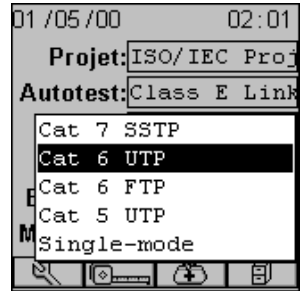 01/05/00 02:01
Projet: ISO/IEC Proj
Autotest: Class E Link
Cat 7 SSTP
Cat 6 UTP
Cat 6 FTP
Cat 5 UTP
Single-mode